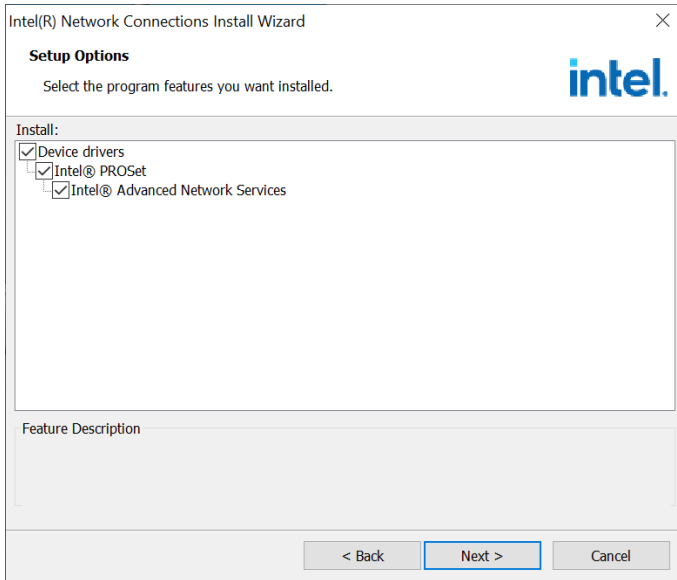 Intel(R) Network Connections Install Wizard
Setup Options
Select the program features you want installed.
intel.
Install:
Device drivers
Intel® PROSet
Intel® Advanced Network Services
Feature Description
< Back
Next >
Cancel